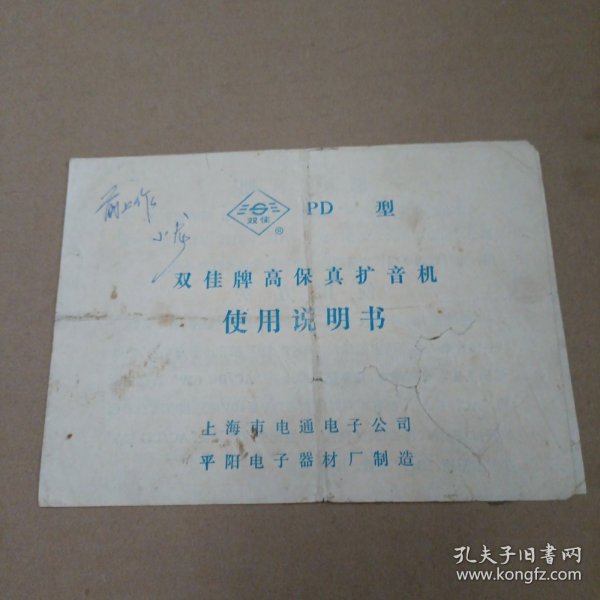 双佳
®
PD 型
双佳牌高保真扩音机
使用说明书
上海市电通电子公司
平阳电子器材厂制造
孔夫子旧书网
www.kongfz.com